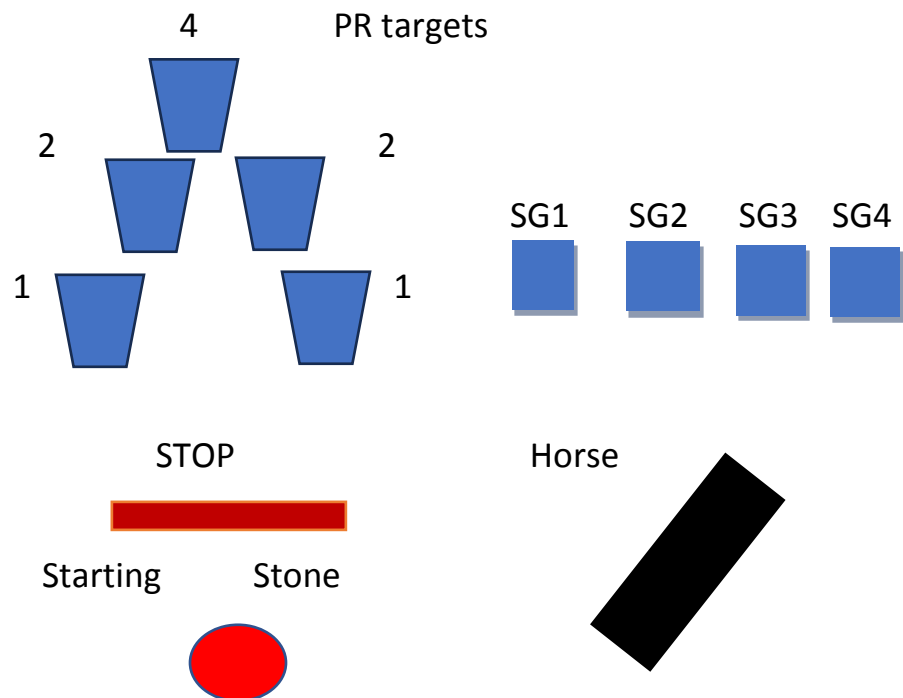 4 PR targets
2 2
SG1 SG2 SG3 SG4
1 1
STOP Horse
Starting Stone